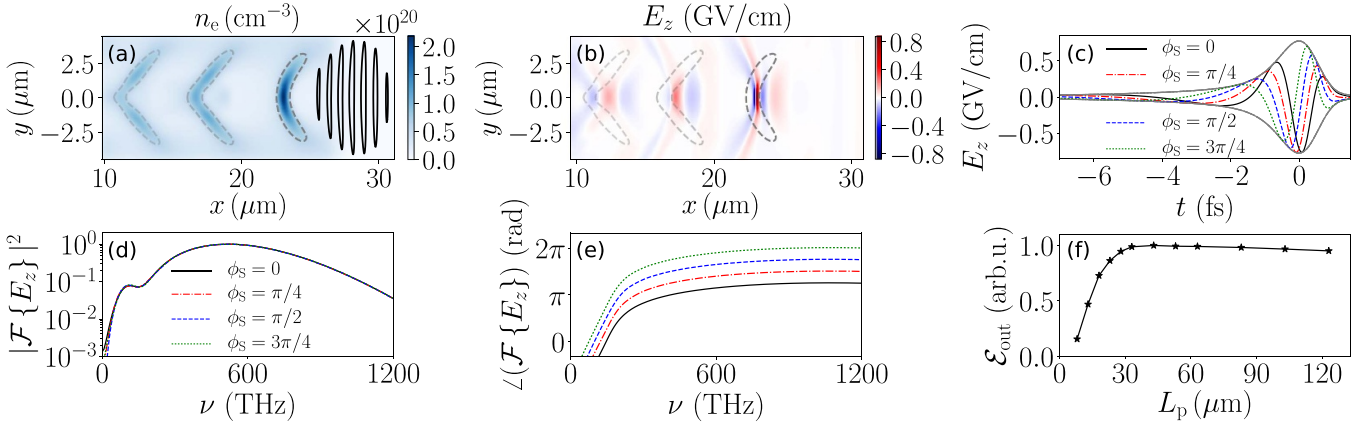 n_e (cm⁻³)
×10²⁰
(a)
2.5
0.0
−2.5
y (μm)
10
20
30
x (μm)
2.0
1.5
1.0
0.5
0.0
E_z (GV/cm)
(b)
2.5
0.0
−2.5
y (μm)
10
20
30
x (μm)
0.8
0.4
0.0
−0.4
−0.8
(c)
E_z (GV/cm)
0.5
0.0
−0.5
ϕ_S = 0
ϕ_S = π/4
ϕ_S = π/2
ϕ_S = 3π/4
−6
−4
−2
0
t (fs)
(d)
|ℱ {E_z}|²
10⁰
10⁻¹
10⁻²
10⁻³
ϕ_S = 0
ϕ_S = π/4
ϕ_S = π/2
ϕ_S = 3π/4
0
600
1200
ν (THz)
(e)
∠(ℱ {E_z}) (rad)
2π
π
0
0
600
1200
ν (THz)
(f)
ℰ_out (arb.u.)
1.0
0.5
0.0
0
30
60
90
120
L_p (μm)